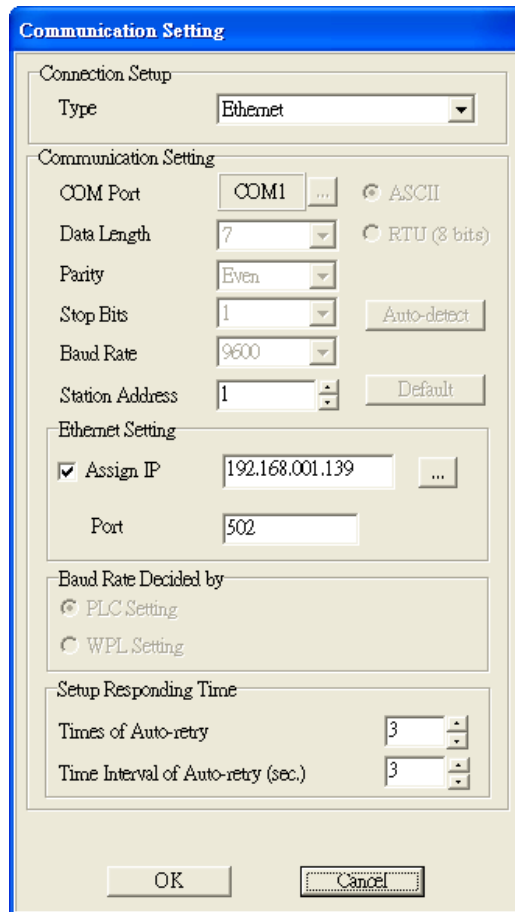 Communication Setting
Connection Setup
Type Ethernet
Communication Setting
COM Port COM1 ... ASCII
Data Length 7 RTU (8 bits)
Parity Even
Stop Bits 1 Auto-detect
Baud Rate 9600
Station Address 1 Default
Ethernet Setting
Assign IP 192.168.001.139 ...
Port 502
Baud Rate Decided by
PLC Setting
WPL Setting
Setup Responding Time
Times of Auto-retry 3
Time Interval of Auto-retry (sec.) 3
OK Cancel